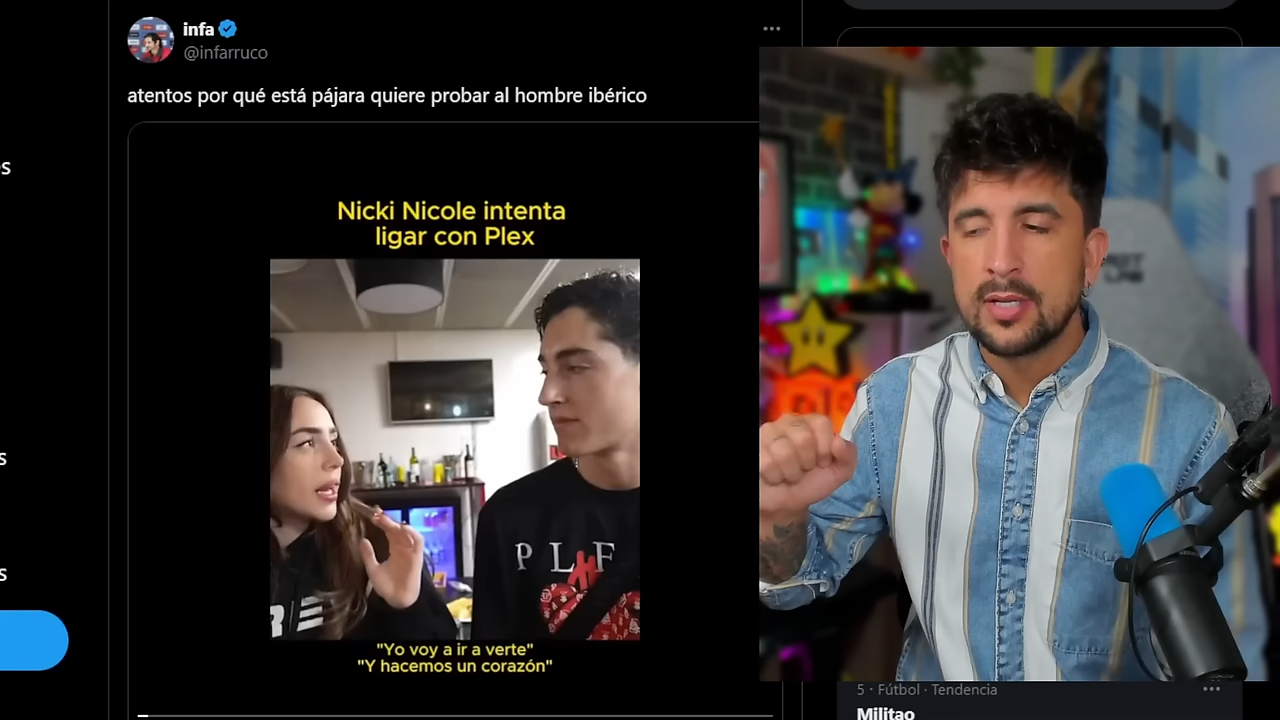 infa
@infarruco
atentos por qué está pájara quiere probar al hombre ibérico
Nicki Nicole intenta
ligar con Plex
P L F
"Yo voy a ir a verte"
"Y hacemos un corazón"
5 · Fútbol · Tendencia
Militao